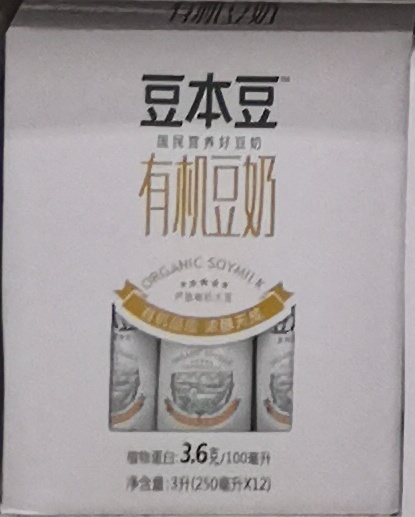 有机豆奶
豆本豆™
国民营养好豆奶
有机豆奶
ORGANIC SOYMILK
植物蛋白:3.6克/100毫升
净含量:3升(250毫升X12)